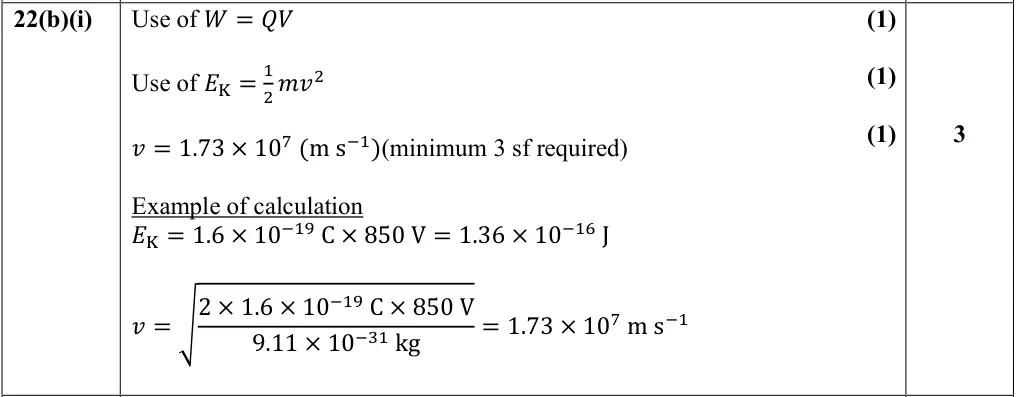 22(b)(i) Use of W = QV (1)
Use of E_K = ½mv² (1)
v = 1.73 × 10⁷ (m s⁻¹)(minimum 3 sf required) (1) 3
Example of calculation
E_K = 1.6 × 10⁻¹⁹ C × 850 V = 1.36 × 10⁻¹⁶ J
v = √((2 × 1.6 × 10⁻¹⁹ C × 850 V)/(9.11 × 10⁻³¹ kg)) = 1.73 × 10⁷ m s⁻¹